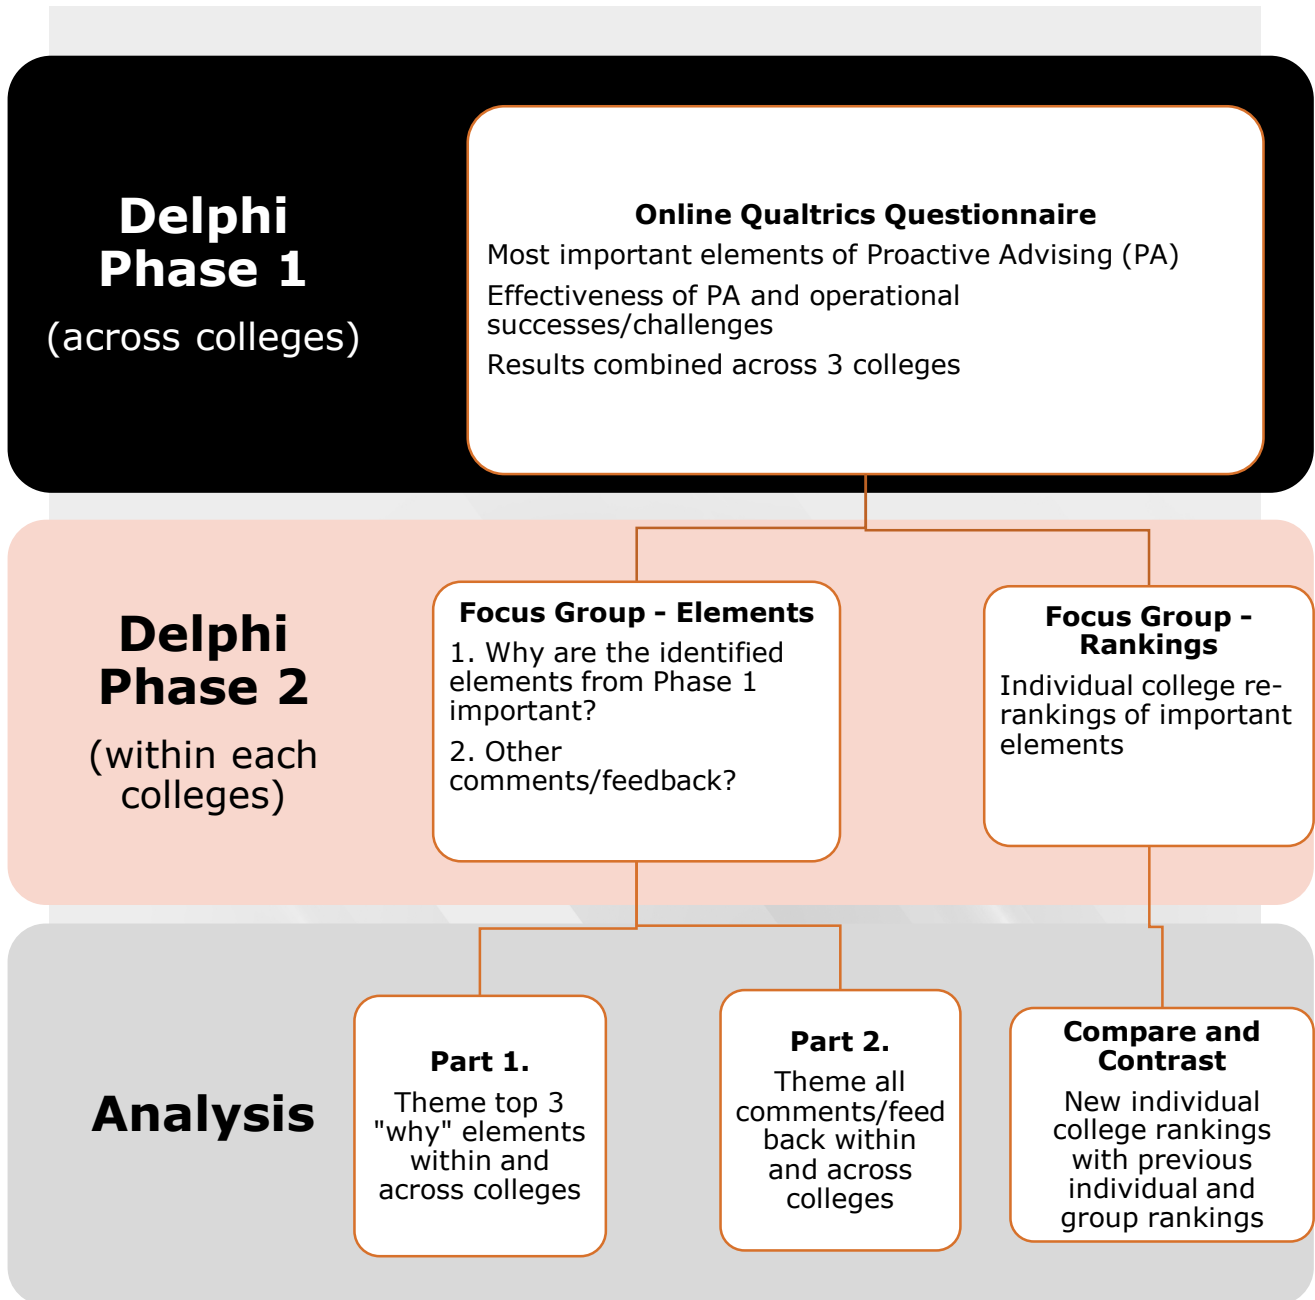 Delphi
Phase 1
(across colleges)
Online Qualtrics Questionnaire
Most important elements of Proactive Advising (PA)
Effectiveness of PA and operational
successes/challenges
Results combined across 3 colleges
Delphi
Phase 2
(within each
colleges)
Focus Group - Elements
1. Why are the identified
elements from Phase 1
important?
2. Other
comments/feedback?
Focus Group -
Rankings
Individual college re-
rankings of important
elements
Analysis
Part 1.
Theme top 3
"why" elements
within and
across colleges
Part 2.
Theme all
comments/feed
back within
and across
colleges
Compare and
Contrast
New individual
college rankings
with previous
individual and
group rankings